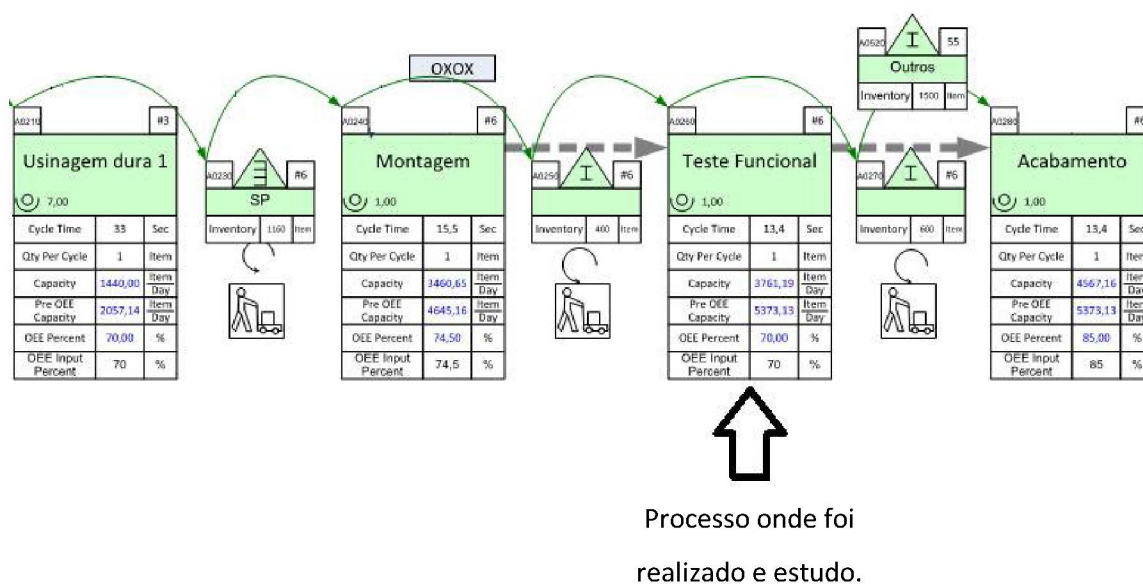 OXOX
A0210 #3
Usinagem dura 1
7,00
Cycle Time 33 Sec
Qty Per Cycle 1 Item
Capacity 1440,00 Item Day
Pre OEE Capacity 2057,14 Item Day
OEE Percent 70,00 %
OEE Input Percent 70 %
A0230 #6
SP
Inventory 1160 Item
A0240 #6
Montagem
1,00
Cycle Time 15,5 Sec
Qty Per Cycle 1 Item
Capacity 3460,65 Item Day
Pre OEE Capacity 4645,16 Item Day
OEE Percent 74,50 %
OEE Input Percent 74,5 %
A0250 I #6
Inventory 400 Item
A0260 #6
Teste Funcional
1,00
Cycle Time 13,4 Sec
Qty Per Cycle 1 Item
Capacity 3761,19 Item Day
Pre OEE Capacity 5373,13 Item Day
OEE Percent 70,00 %
OEE Input Percent 70 %
A0520 I 55
Outros
Inventory 1500 Item
A0270 I #6
Inventory 600 Item
A0280 #6
Acabamento
1,00
Cycle Time 13,4 Sec
Qty Per Cycle 1 Item
Capacity 4567,16 Item Day
Pre OEE Capacity 5373,13 Item Day
OEE Percent 85,00 %
OEE Input Percent 85 %
Processo onde foi
realizado e estudo.